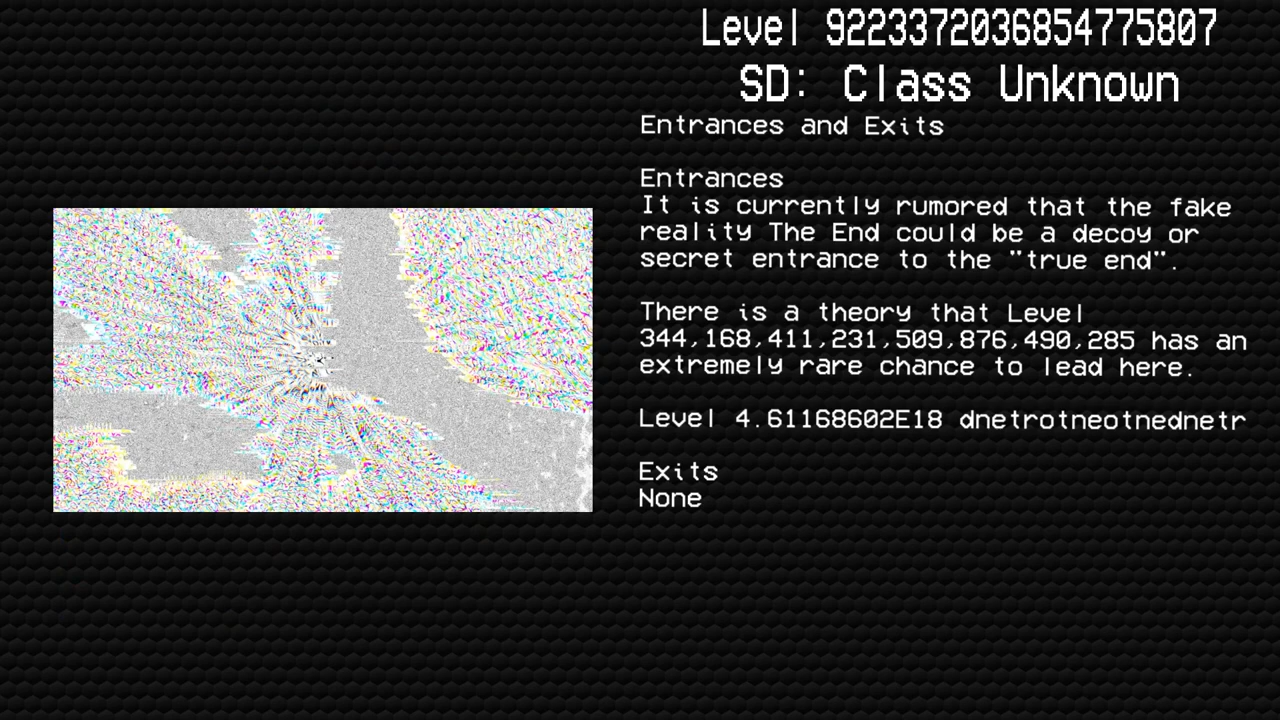 Level 9223372036854775807
SD: Class Unknown
Entrances and Exits
Entrances
It is currently rumored that the fake
reality The End could be a decoy or
secret entrance to the "true end".
There is a theory that Level
344,168,411,231,509,876,490,285 has an
extremely rare chance to lead here.
Level 4.61168602E18 dnetrotneotnednetr
Exits
None